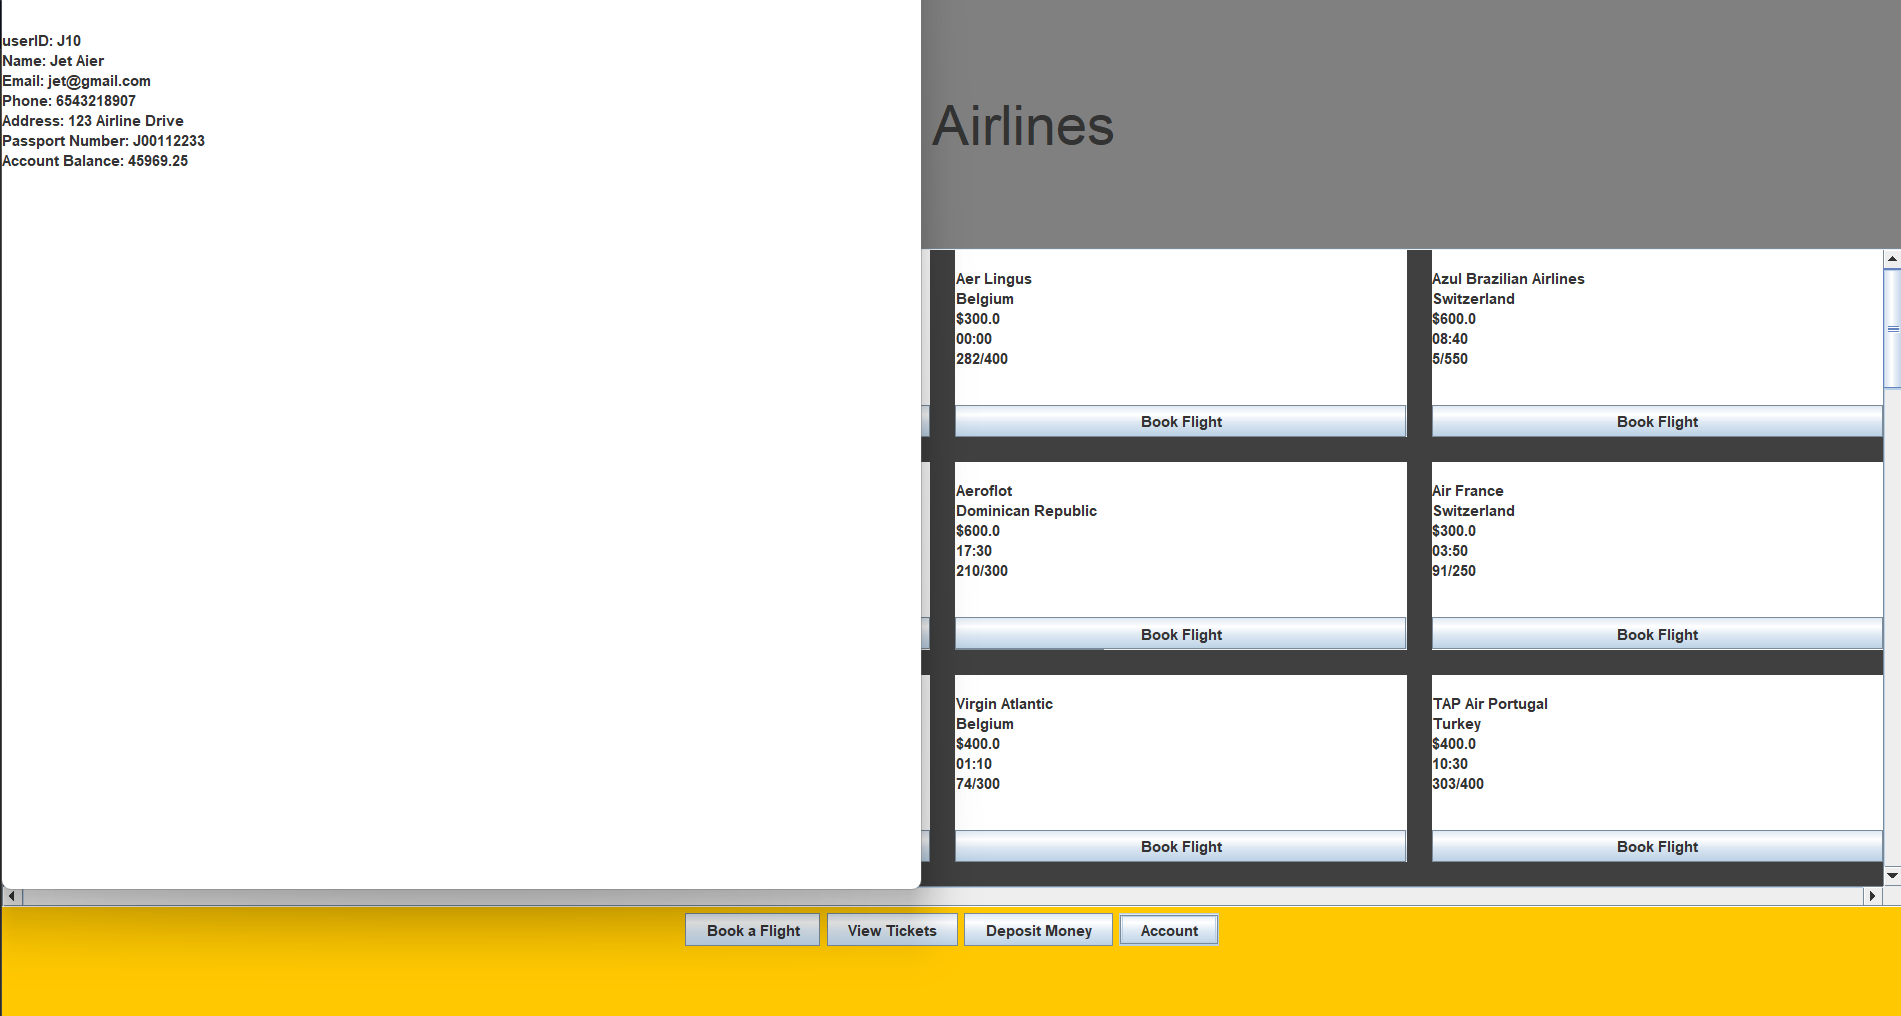 userID: J10
Name: Jet Aier
Email: jet@gmail.com
Phone: 6543218907
Address: 123 Airline Drive
Passport Number: J00112233
Account Balance: 45969.25
Airlines
Aer Lingus
Belgium
$300.0
00:00
282/400
Book Flight
Azul Brazilian Airlines
Switzerland
$600.0
08:40
5/550
Book Flight
Aeroflot
Dominican Republic
$600.0
17:30
210/300
Book Flight
Air France
Switzerland
$300.0
03:50
91/250
Book Flight
Virgin Atlantic
Belgium
$400.0
01:10
74/300
Book Flight
TAP Air Portugal
Turkey
$400.0
10:30
303/400
Book Flight
Book a Flight
View Tickets
Deposit Money
Account